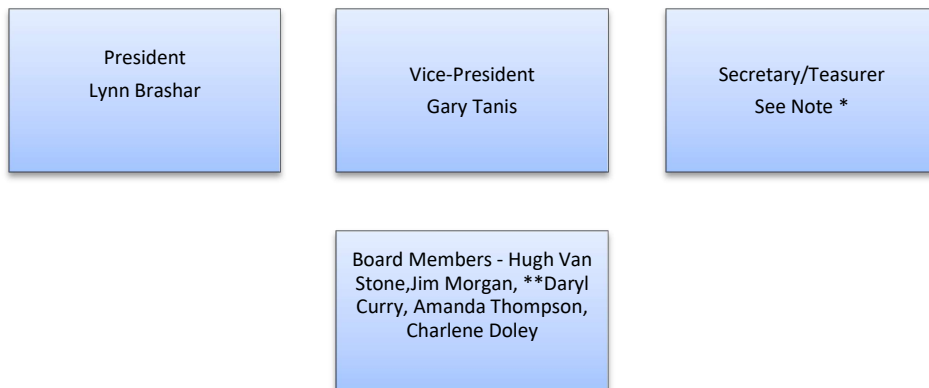 President
Lynn Brashar
Vice-President
Gary Tanis
Secretary/Teasurer
See Note *
Board Members - Hugh Van
Stone,Jim Morgan, **Daryl
Curry, Amanda Thompson,
Charlene Doley